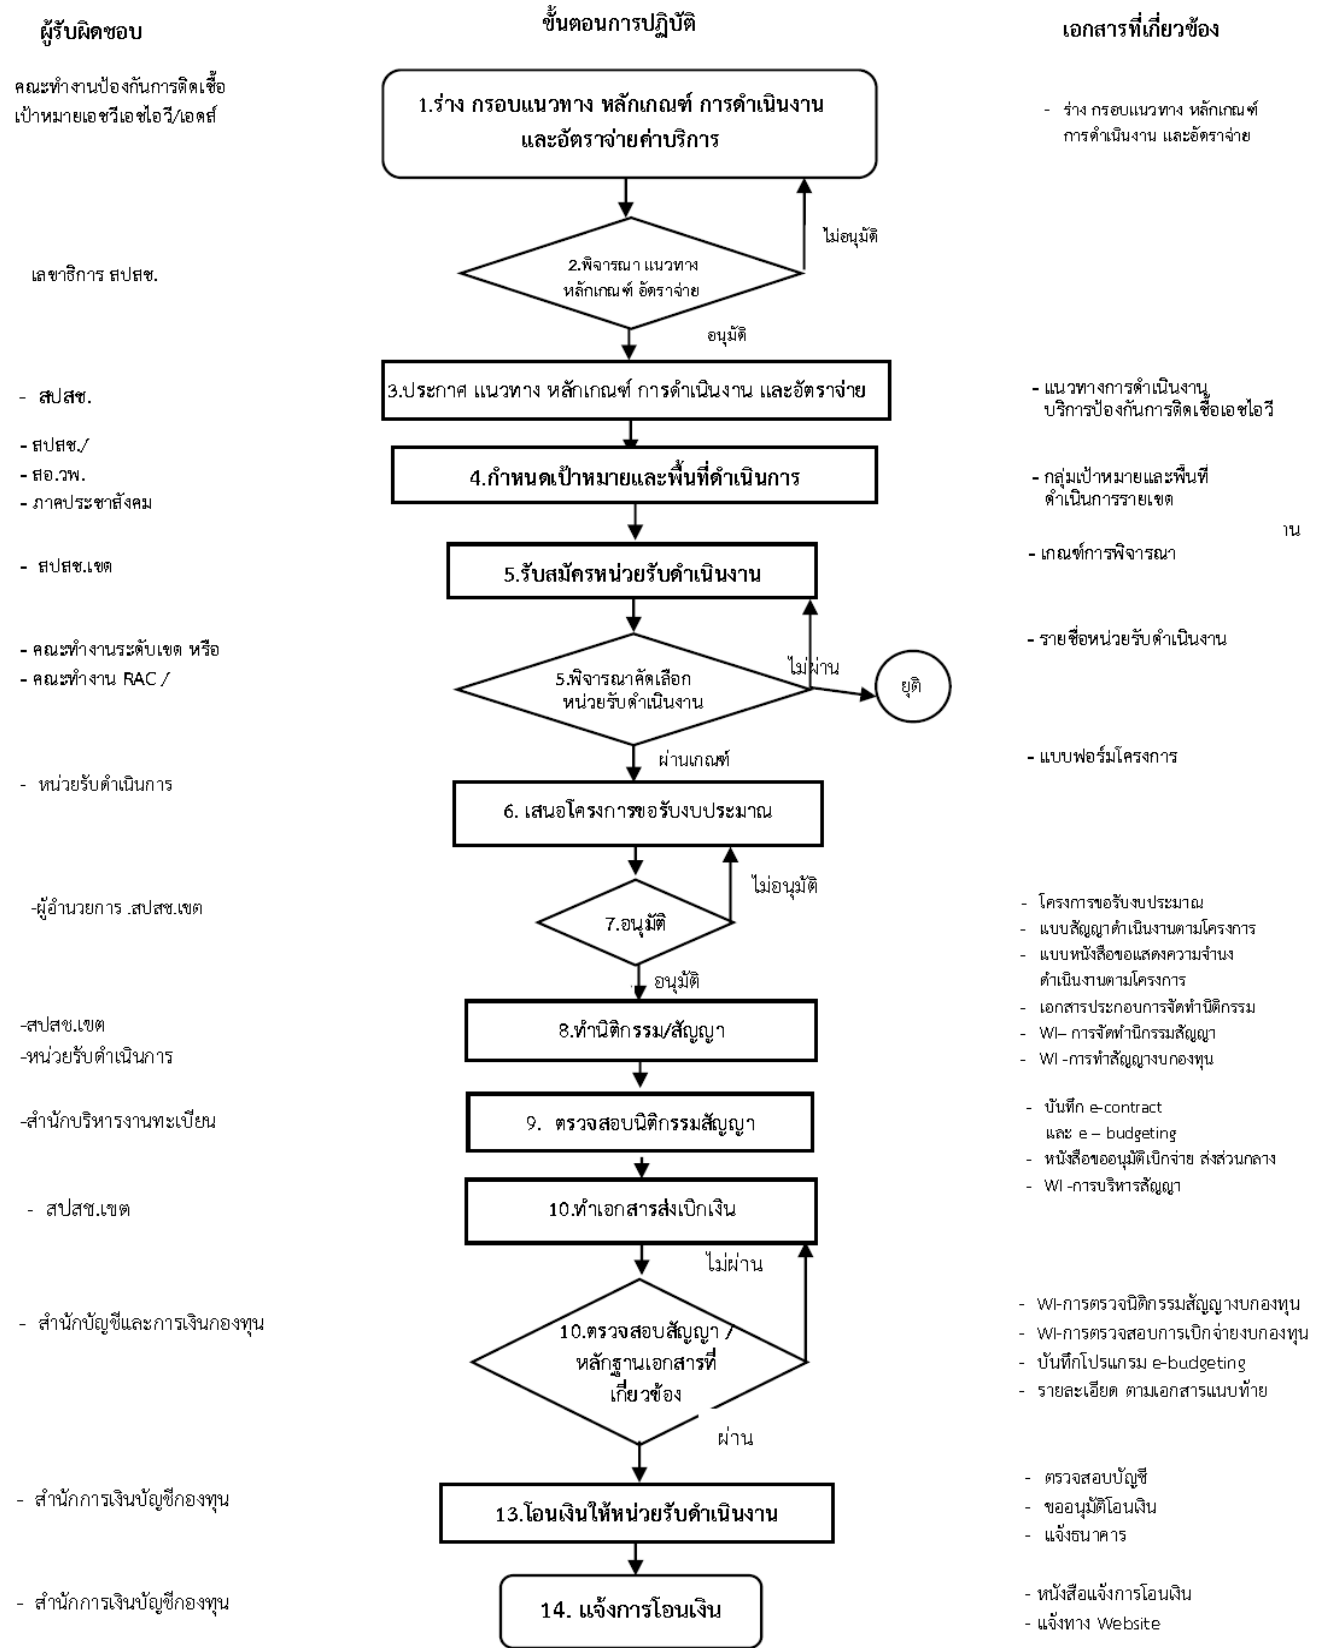 ผู้รับผิดชอบ
ขั้นตอนการปฏิบัติ
เอกสารที่เกี่ยวข้อง
คณะทำงานป้องกันการติดเชื้อ
เป้าหมายเอชวีเอชไอวี/เอดส์
1.ร่าง กรอบแนวทาง หลักเกณฑ์ การดำเนินงาน
และอัตราจ่ายค่าบริการ
- ร่าง กรอบแนวทาง หลักเกณฑ์
การดำเนินงาน และอัตราจ่าย
ไม่อนุมัติ
เลขาธิการ สปสช.
2.พิจารณา แนวทาง
หลักเกณฑ์ อัตราจ่าย
อนุมัติ
- สปสช.
3.ประกาศ แนวทาง หลักเกณฑ์ การดำเนินงาน และอัตราจ่าย
- แนวทางการดำเนินงาน
บริการป้องกันการติดเชื้อเอชไอวี
- สปสช./
- สอ.วพ.
- ภาคประชาสังคม
4.กำหนดเป้าหมายและพื้นที่ดำเนินการ
- กลุ่มเป้าหมายและพื้นที่
ดำเนินการรายเขต
าน
- สปสช.เขต
5.รับสมัครหน่วยรับดำเนินงาน
- เกณฑ์การพิจารณา
- คณะทำงานระดับเขต หรือ
- คณะทำงาน RAC /
ไม่ผ่าน
5.พิจารณาคัดเลือก
หน่วยรับดำเนินงาน
ยุติ
- รายชื่อหน่วยรับดำเนินงาน
ผ่านเกณฑ์
- แบบฟอร์มโครงการ
- หน่วยรับดำเนินการ
6. เสนอโครงการขอรับงบประมาณ
ไม่อนุมัติ
-ผู้อำนวยการ .สปสช.เขต
7.อนุมัติ
อนุมัติ
- โครงการขอรับงบประมาณ
- แบบสัญญาดำเนินงานตามโครงการ
- แบบหนังสือขอแสดงความจำนง
ดำเนินงานตามโครงการ
- เอกสารประกอบการจัดทำนิติกรรม
- WI– การจัดทำนิกรรมสัญญา
- WI -การทำสัญญางบกองทุน
-สปสช.เขต
-หน่วยรับดำเนินการ
8.ทำนิติกรรม/สัญญา
-สำนักบริหารงานทะเบียน
9. ตรวจสอบนิติกรรมสัญญา
- บันทึก e-contract
และ e – budgeting
- หนังสือขออนุมัติเบิกจ่าย ส่งส่วนกลาง
- WI -การบริหารสัญญา
- สปสช.เขต
10.ทำเอกสารส่งเบิกเงิน
ไม่ผ่าน
- สำนักบัญชีและการเงินกองทุน
10.ตรวจสอบสัญญา /
หลักฐานเอกสารที่
เกี่ยวข้อง
ผ่าน
- WI-การตรวจนิติกรรมสัญญางบกองทุน
- WI-การตรวจสอบการเบิกจ่ายงบกองทุน
- บันทึกโปรแกรม e-budgeting
- รายละเอียด ตามเอกสารแนบท้าย
- สำนักการเงินบัญชีกองทุน
13.โอนเงินให้หน่วยรับดำเนินงาน
- ตรวจสอบบัญชี
- ขออนุมัติโอนเงิน
- แจ้งธนาคาร
- สำนักการเงินบัญชีกองทุน
14. แจ้งการโอนเงิน
- หนังสือแจ้งการโอนเงิน
- แจ้งทาง Website